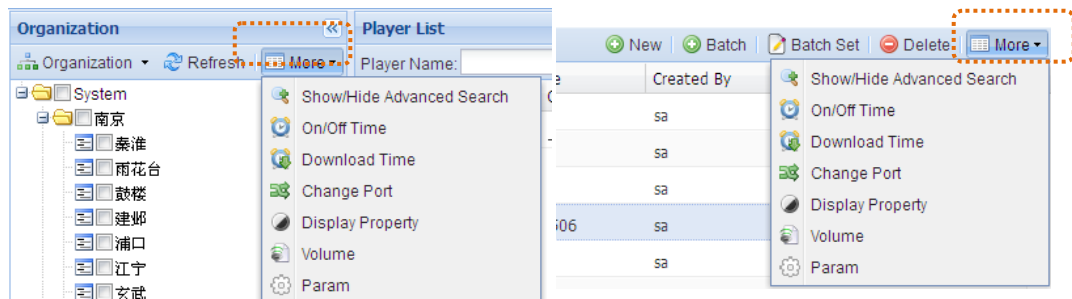 Organization
Organization
Refresh
More
System
南京
秦淮
雨花台
鼓楼
建邺
浦口
江宁
玄武
Player List
Player Name:
Show/Hide Advanced Search
On/Off Time
Download Time
Change Port
Display Property
Volume
Param
New
Batch
Batch Set
Delete
More
Created By
sa
sa
sa
506
sa
sa
Show/Hide Advanced Search
On/Off Time
Download Time
Change Port
Display Property
Volume
Param